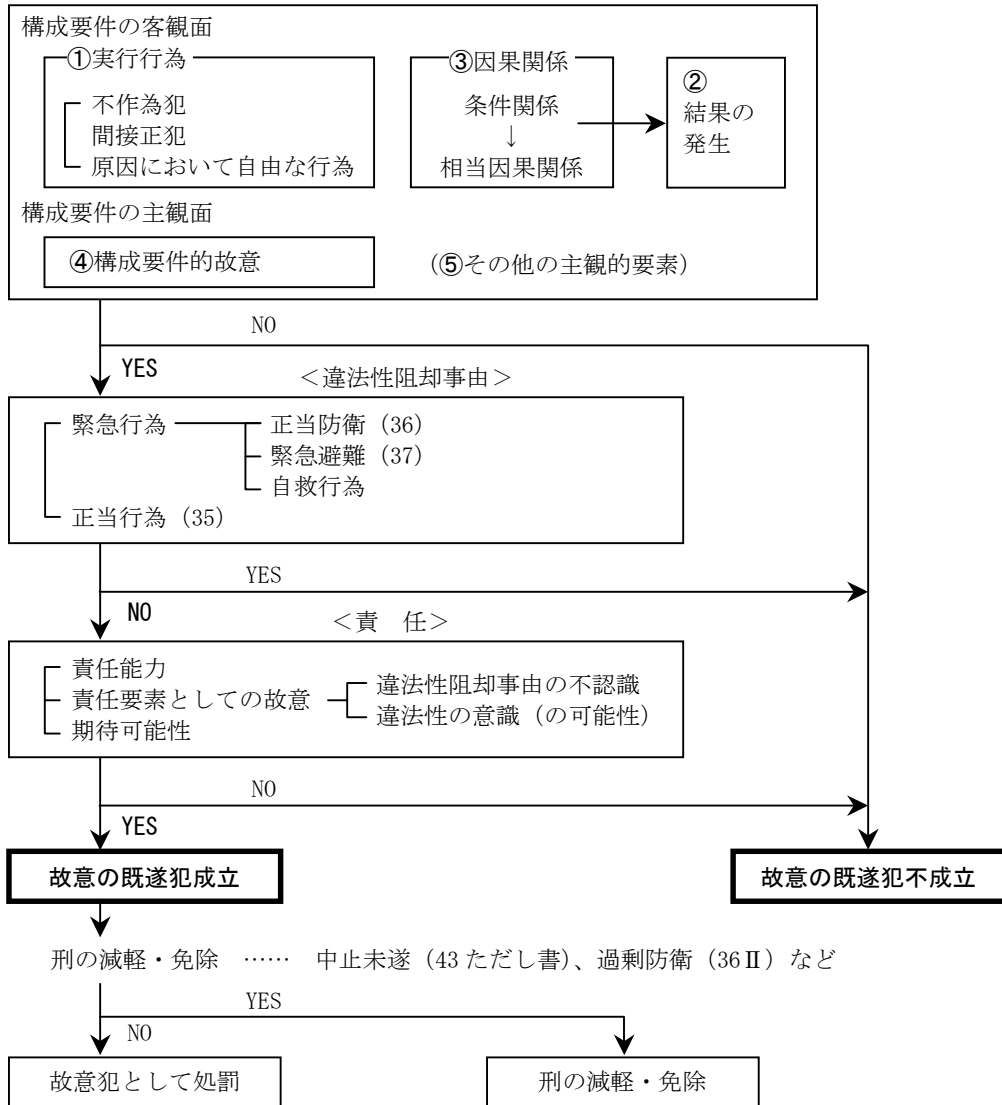 構成要件の客観面
①実行行為
不作為犯
間接正犯
原因において自由な行為
③因果関係
条件関係
↓
相当因果関係
②
結果の
発生
構成要件の主観面
④構成要件的故意
(⑤その他の主観的要素)
NO
YES
＜違法性阻却事由＞
緊急行為
正当防衛（36）
緊急避難（37）
自救行為
正当行為（35）
YES
NO
＜責　任＞
責任能力
責任要素としての故意
期待可能性
違法性阻却事由の不認識
違法性の意識（の可能性）
NO
YES
故意の既遂犯成立
故意の既遂犯不成立
刑の減軽・免除　……　中止未遂（43 ただし書）、過剰防衛（36Ⅱ）など
YES
NO
故意犯として処罰
刑の減軽・免除